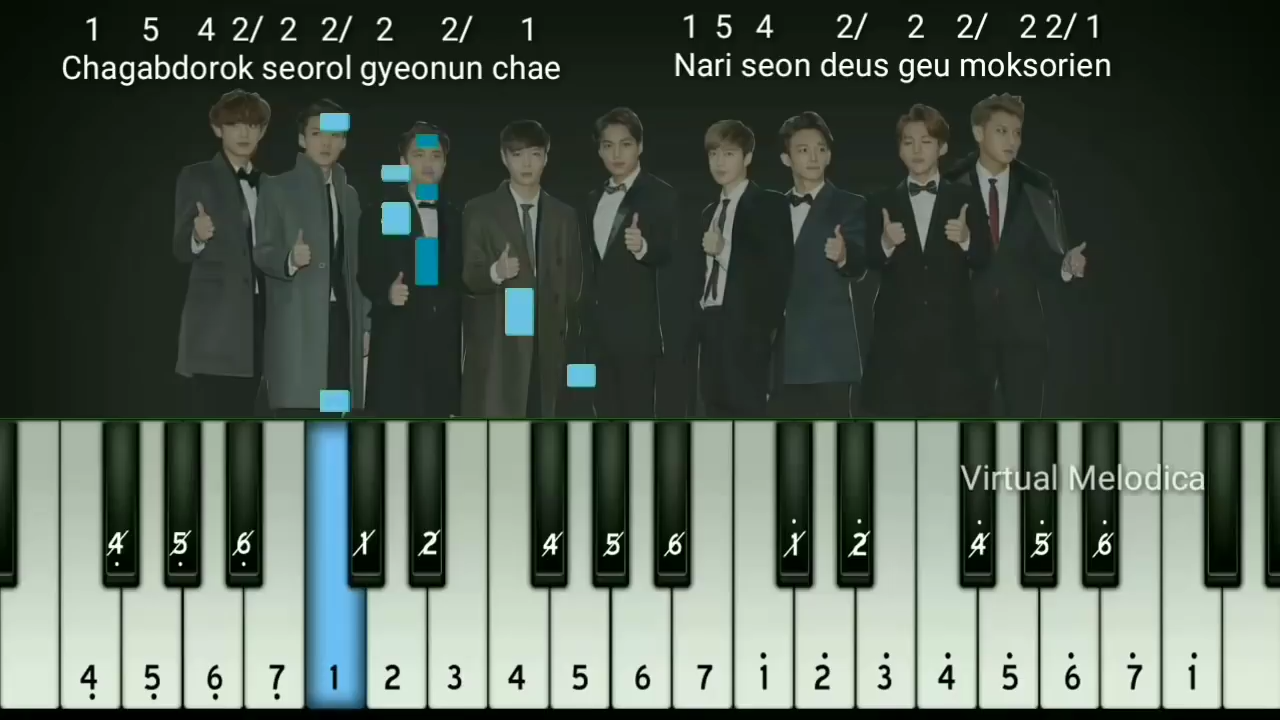 1 5 4 2/ 2 2/ 2 2/ 1
Chagabdorok seorol gyeonun chae
1 5 4 2/ 2 2/ 2 2/ 1
Nari seon deus geu moksorien
Virtual Melodica
4̸̣ 5̸̣ 6̸̣ 1̸ 2̸ 4̸ 5̸ 6̸ 1̸̇ 2̸̇ 4̸̇ 5̸̇ 6̸̇
4̣ 5̣ 6̣ 7̣ 1 2 3 4 5 6 7 1̇ 2̇ 3̇ 4̇ 5̇ 6̇ 7̇ 1̇